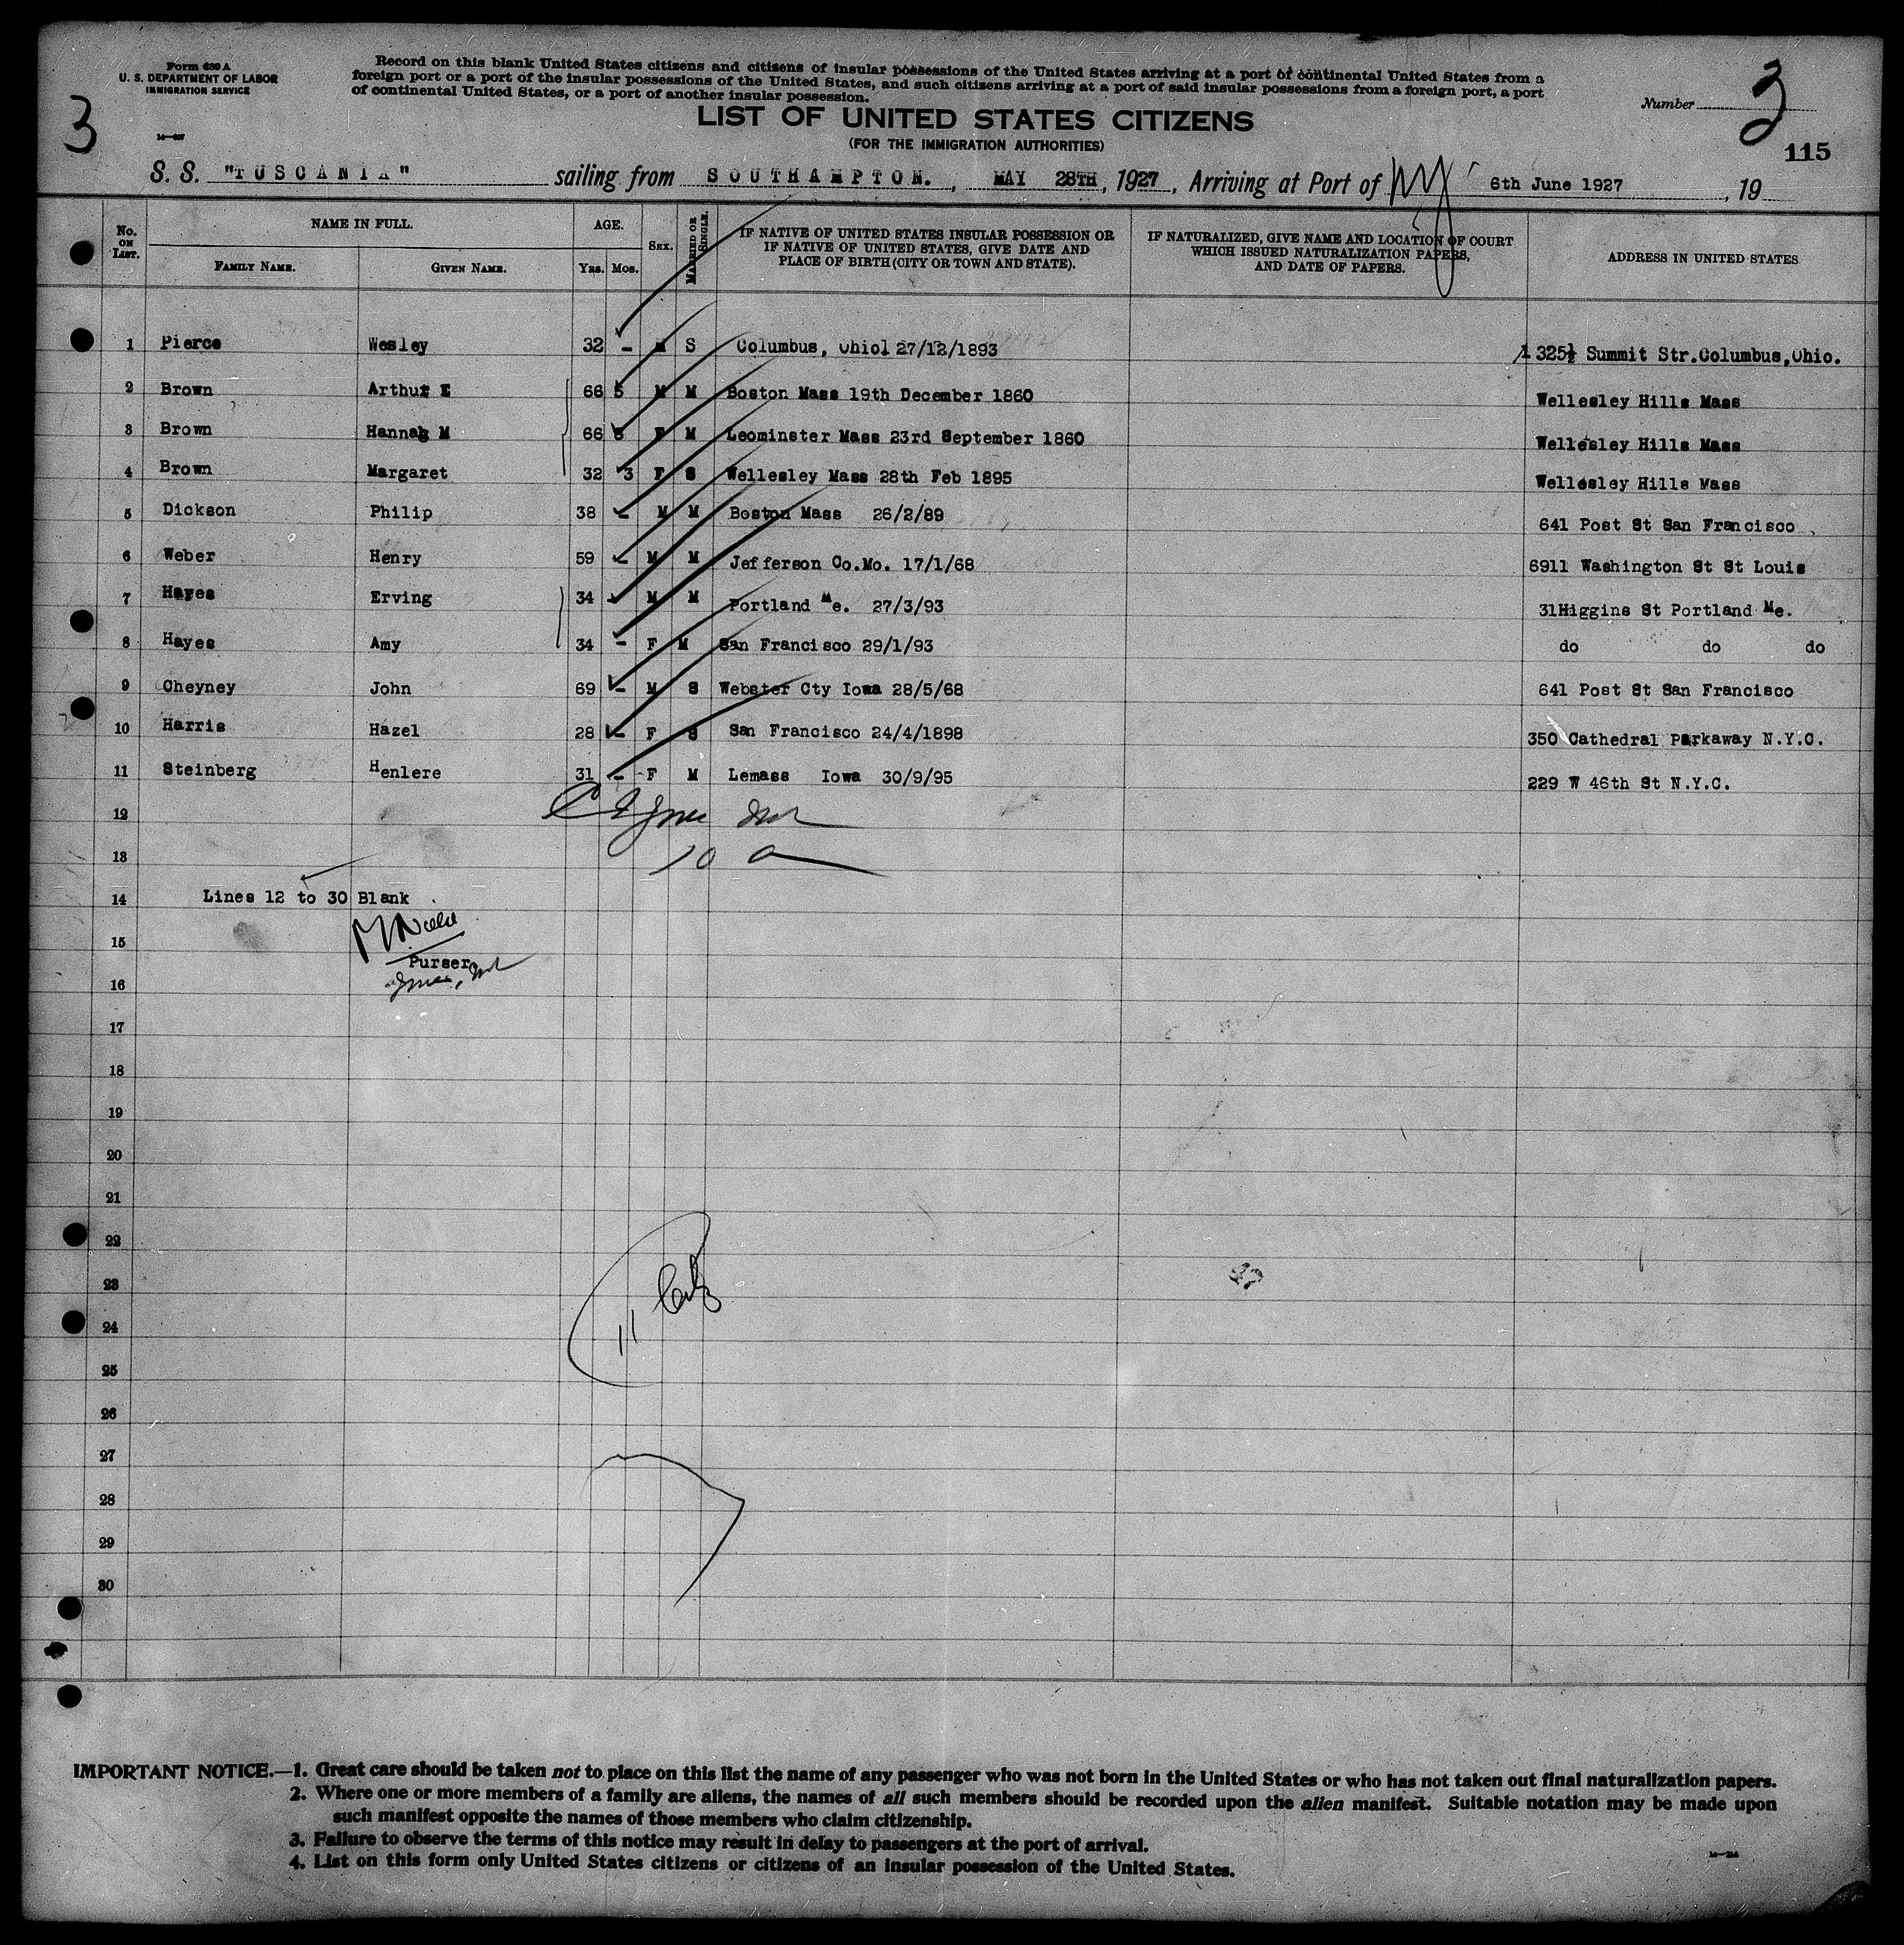 Form 630 A
U. S. DEPARTMENT OF LABOR
IMMIGRATION SERVICE
Record on this blank United States citizens and citizens of insular possessions of the United States arriving at a port of continental United States from a
foreign port or a port of the insular possessions of the United States, and such citizens arriving at a port of said insular possessions from a foreign port, a port
of continental United States, or a port of another insular possession.
Number 3
3
LIST OF UNITED STATES CITIZENS
(FOR THE IMMIGRATION AUTHORITIES)
115
S. S. "TUSCANIA" sailing from SOUTHAMPTON., MAY 28TH, 1927, Arriving at Port of NY 6th June 1927, 19
No. ON LIST. NAME IN FULL. AGE. SEX. MARRIED OR SINGLE. IF NATIVE OF UNITED STATES INSULAR POSSESSION OR IF NATIVE OF UNITED STATES, GIVE DATE AND PLACE OF BIRTH (CITY OR TOWN AND STATE). IF NATURALIZED, GIVE NAME AND LOCATION OF COURT WHICH ISSUED NATURALIZATION PAPERS, AND DATE OF PAPERS. ADDRESS IN UNITED STATES
FAMILY NAME. GIVEN NAME. Yrs. Mos.
1 Pierce Wesley 32 - M S Columbus, Ohiol 27/12/1893 1325½ Summit Str.Columbus,Ohio.
2 Brown Arthur E 66 5 M M Boston Mass 19th December 1860 Wellesley Hills Mass
3 Brown Hannah M 66 8 F M Leominster Mass 23rd September 1860 Wellesley Hills Mass
4 Brown Margaret 32 3 F S Wellesley Mass 28th Feb 1895 Wellesley Hills Mass
5 Dickson Philip 38 - M M Boston Mass 26/2/89 641 Post St San Francisco
6 Weber Henry 59 - M M Jefferson Co.Mo. 17/1/68 6911 Washington St St Louis
7 Hayes Erving 34 - M M Portland Me. 27/3/93 31Higgins St Portland Me.
8 Hayes Amy 34 - F M San Francisco 29/1/93 do do do
9 Cheyney John 69 - M S Webster Cty Iowa 28/5/68 641 Post St San Francisco
10 Harris Hazel 28 - F S San Francisco 24/4/1898 350 Cathedral Parkaway N.Y.C.
11 Steinberg Henlere 31 - F M Lemass Iowa 30/9/95 229 W 46th St N.Y.C.
12
13
14 Lines 12 to 30 Blank
15
Purser
16
17
18
19
20
21
22
23
11
24
25
26
27
28
29
30
47
IMPORTANT NOTICE.—1. Great care should be taken not to place on this list the name of any passenger who was not born in the United States or who has not taken out final naturalization papers.
2. Where one or more members of a family are aliens, the names of all such members should be recorded upon the alien manifest. Suitable notation may be made upon
such manifest opposite the names of those members who claim citizenship.
3. Failure to observe the terms of this notice may result in delay to passengers at the port of arrival.
4. List on this form only United States citizens or citizens of an insular possession of the United States.